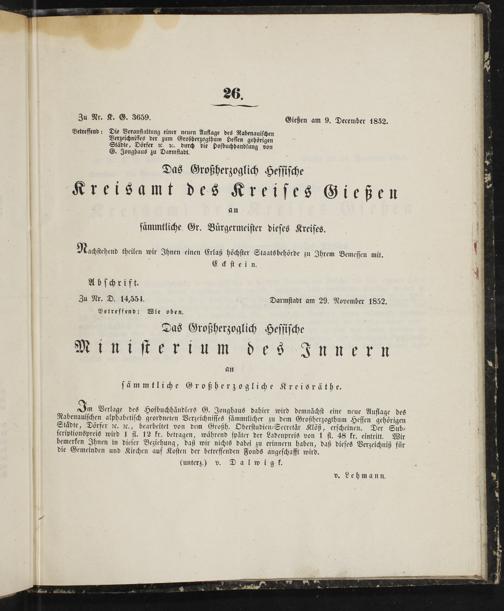 26.
Zu Nr. K. G. 3659. Gießen am 9. December 1852.
Betreffend: Die Veranstaltung einer neuen Auflage des Rabenauischen
Verzeichnisses der zum Großherzogthum Hessen gehörigen
Städte, Dörfer ꝛc. ꝛc. durch die Hofbuchhandlung von
G. Jonghaus zu Darmstadt.
Das Großherzoglich Hessische
Kreisamt des Kreises Gießen
an
sämmtliche Gr. Bürgermeister dieses Kreises.
Nachstehend theilen wir Ihnen einen Erlaß höchster Staatsbehörde zu Ihrem Bemessen mit.
Eckstein.
Abschrift.
Zu Nr. D. 14,554. Darmstadt am 29. November 1852.
Betreffend: Wie oben.
Das Großherzoglich Hessische
Ministerium des Innern
an
sämmtliche Großherzogliche Kreisräthe.
Im Verlage des Hofbuchhändlers G. Jonghaus dahier wird demnächst eine neue Auflage des
Rabenauischen alphabetisch geordneten Verzeichnisses sämmtlicher zu dem Großherzogthum Hessen gehörigen
Städte, Dörfer ꝛc. ꝛc., bearbeitet von dem Großh. Oberstudien-Secretär Klöß, erscheinen. Der Sub-
scriptionspreis wird 1 fl. 12 kr. betragen, während später der Ladenpreis von 1 fl. 48 kr. eintritt. Wir
bemerken Ihnen in dieser Beziehung, daß wir nichts dabei zu erinnern haben, daß dieses Verzeichniß für
die Gemeinden und Kirchen auf Kosten der betreffenden Fonds angeschafft wird.
(unterz.) v. Dalwigk.
v. Lehmann.